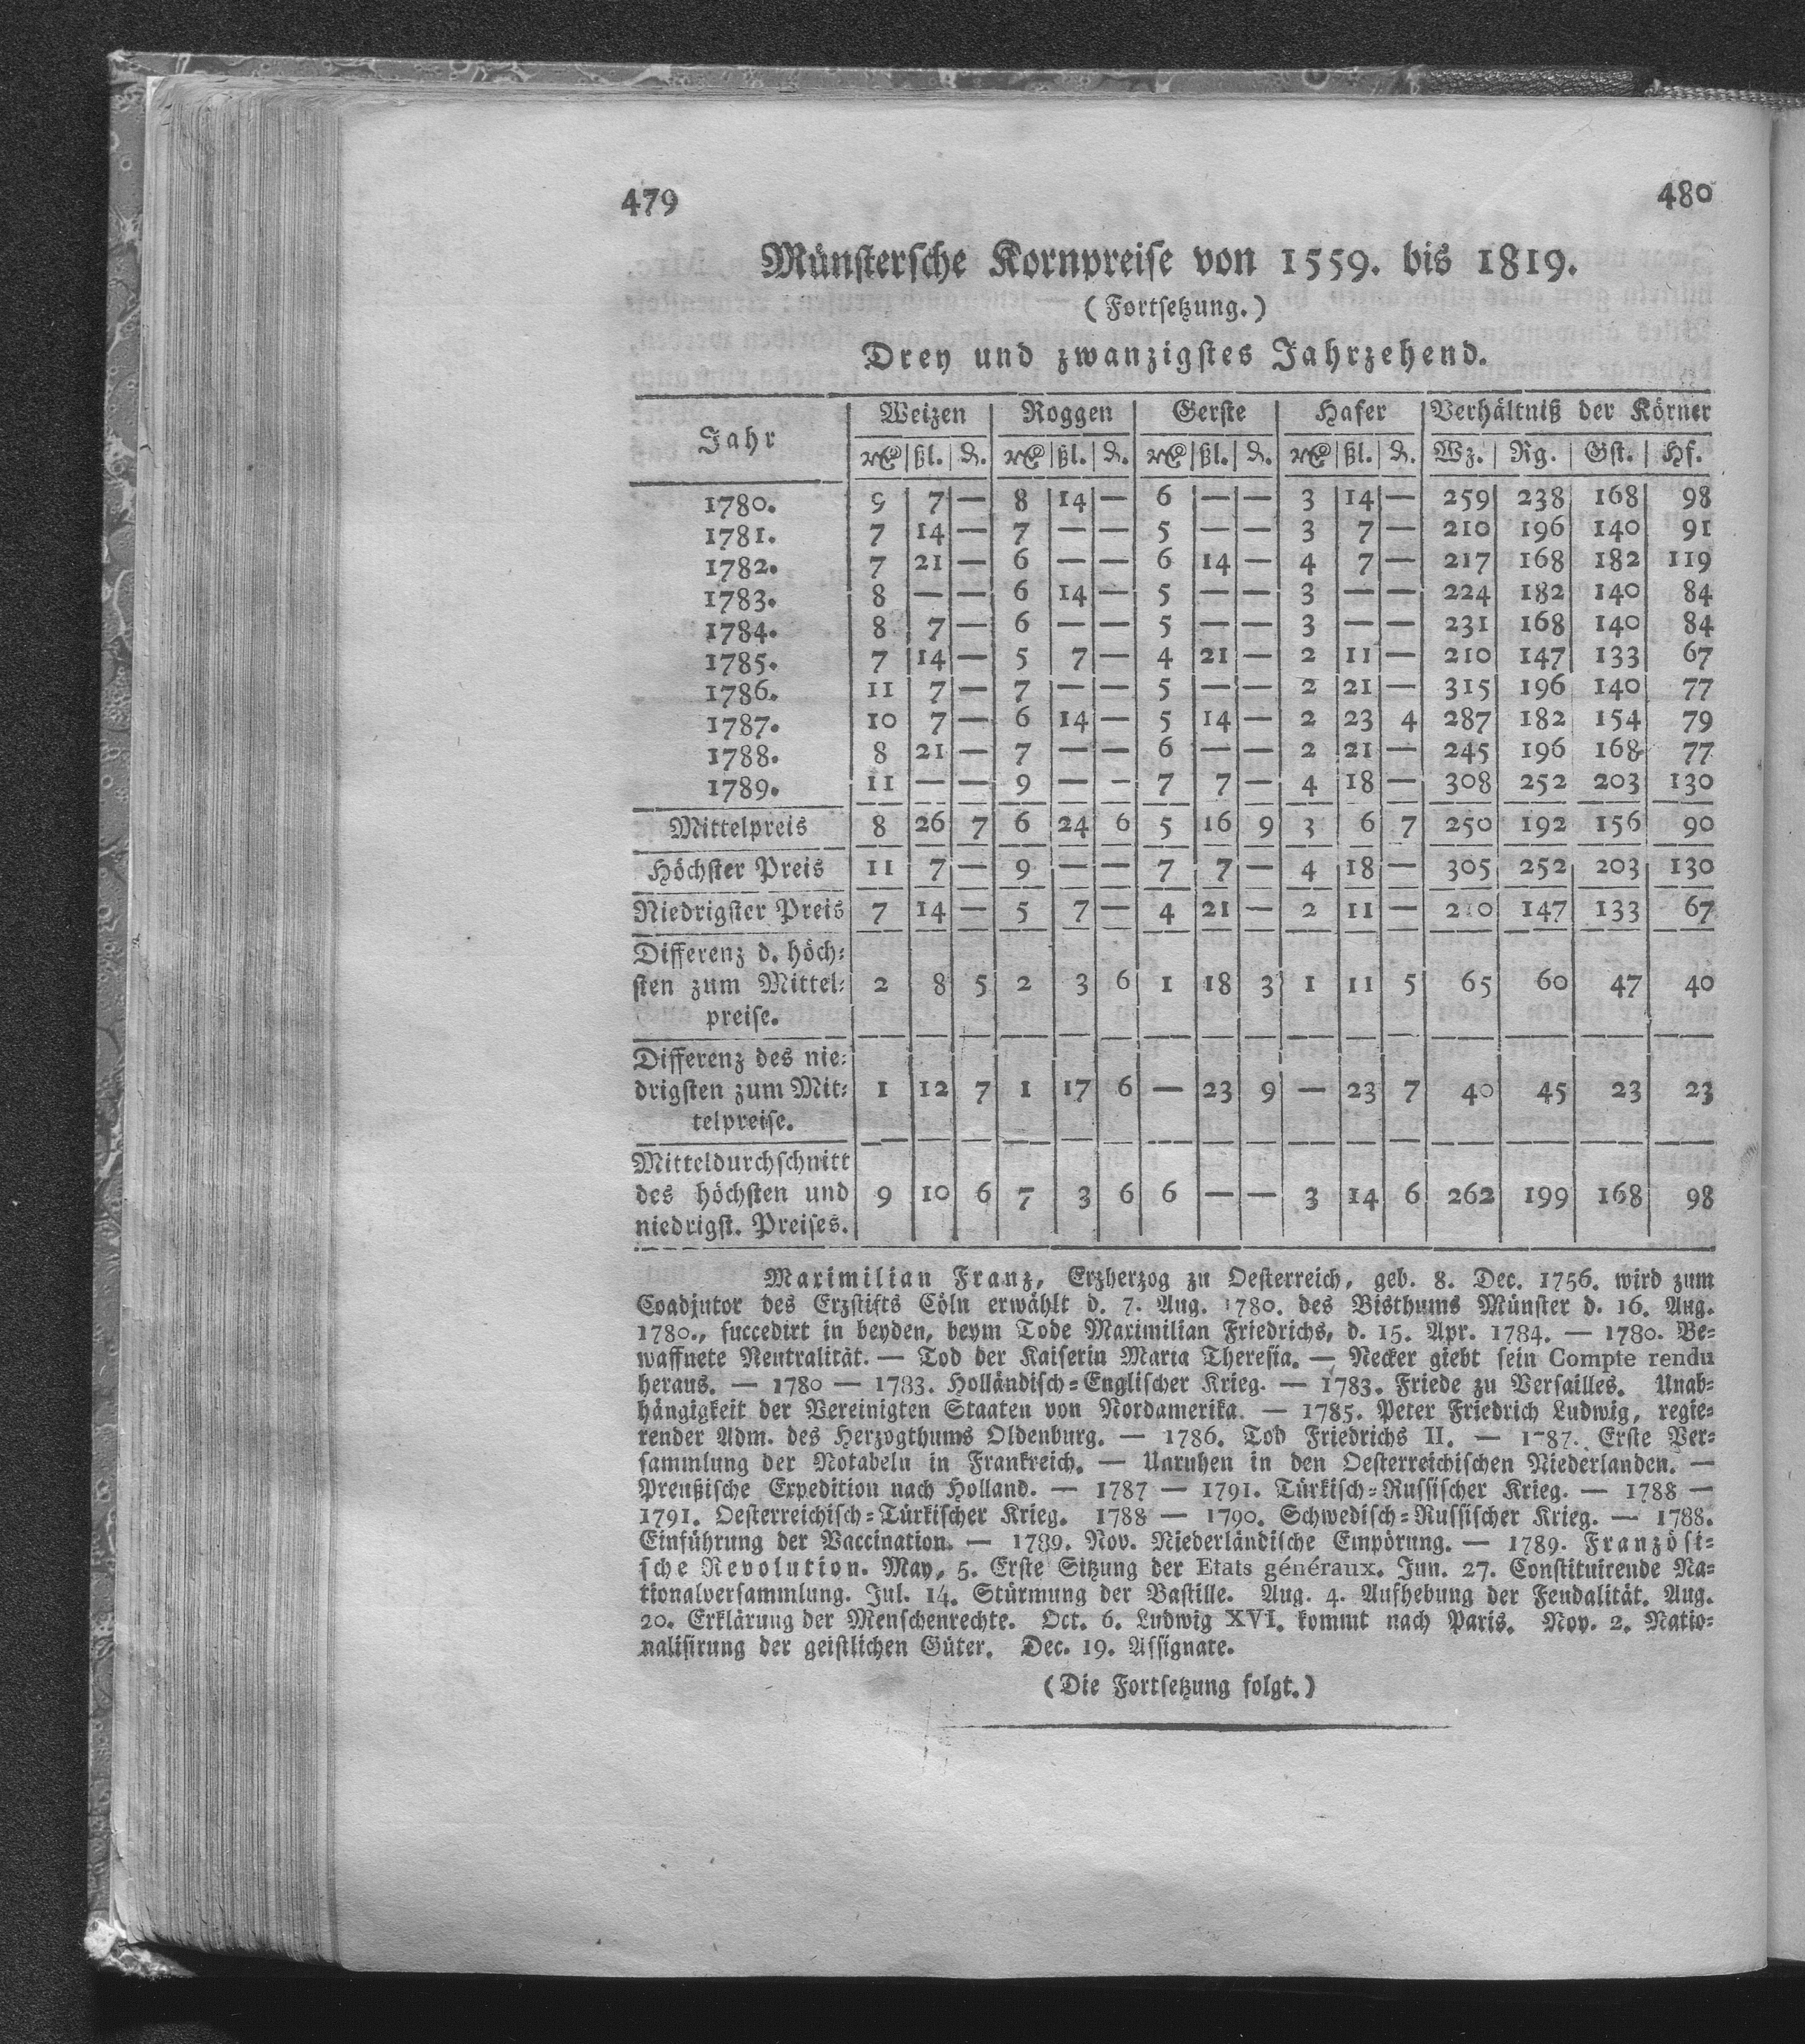 479 480
Münstersche Kornpreise von 1559. bis 1819.
(Fortsetzung.)
Drey und zwanzigstes Jahrzehend.
Jahr | Weizen | Roggen | Gerste | Hafer | Verhältniß der Körner
ßl. | d. | ßl. | d. | ßl. | d. | ßl. | d. | Wz. | Rg. | Gst. | Hf.
1780. 9 7 — 8 14 — 6 — — 3 14 — 259 238 168 98
1781. 7 14 — 7 — — 5 — — 3 7 — 210 196 140 91
1782. 7 21 — 6 — — 6 14 — 4 7 — 217 168 182 119
1783. 8 — — 6 14 — 5 — — 3 — — 224 182 140 84
1784. 8 7 — 6 — — 5 — — 3 — — 231 168 140 84
1785. 7 14 — 5 7 — 4 21 — 2 11 — 210 147 133 67
1786. 11 7 — 7 — — 5 — — 2 21 — 315 196 140 77
1787. 10 7 — 6 14 — 5 14 — 2 23 4 287 182 154 79
1788. 8 21 — 7 — — 6 — — 2 21 — 245 196 168 77
1789. 11 — — 9 — – 7 7 — 4 18 — 308 252 203 130
Mittelpreis 8 26 7 6 24 6 5 16 9 3 6 7 250 192 156 90
Höchster Preis 11 7 — 9 — — 7 7 — 4 18 — 305 252 203 130
Niedrigster Preis 7 14 — 5 7 — 4 21 — 2 11 — 210 147 133 67
Differenz d. höch-
sten zum Mittel- 2 8 5 2 3 6 1 18 3 1 11 5 65 60 47 40
preise.
Differenz des nie-
drigsten zum Mit- 1 12 7 1 17 6 — 23 9 — 23 7 40 45 23 23
telpreise.
Mitteldurchschnitt
des höchsten und 9 10 6 7 3 6 6 — — 3 14 6 262 199 168 98
niedrigst. Preises.
Maximilian Franz, Erzherzog zu Oesterreich, geb. 8. Dec. 1756. wird zum
Coadjutor des Erzstifts Cöln erwählt d. 7. Aug. 1780. des Bisthums Münster d. 16. Aug.
1780., succedirt in beyden, beym Tode Maximilian Friedrichs, d. 15. Apr. 1784. — 1780. Be-
waffnete Neutralität. — Tod der Kaiserin Maria Theresia. — Necker giebt sein Compte rendu
heraus. — 1780 — 1783. Holländisch-Englischer Krieg. — 1783. Friede zu Versailles. Unab-
hängigkeit der Vereinigten Staaten von Nordamerika. — 1785. Peter Friedrich Ludwig, regie-
render Adm. des Herzogthums Oldenburg. — 1786. Tod Friedrichs II. — 1787. Erste Ver-
sammlung der Notabeln in Frankreich. — Unruhen in den Oesterreichischen Niederlanden. —
Preußische Expedition nach Holland. — 1787 — 1791. Türkisch-Russischer Krieg. — 1788 —
1791. Oesterreichisch-Türkischer Krieg. 1788 — 1790. Schwedisch-Russischer Krieg. — 1788.
Einführung der Vaccination. — 1789. Nov. Niederländische Empörung. — 1789. Französi-
sche Revolution. May, 5. Erste Sitzung der Etats généraux. Jun. 27. Constituirende Na-
tionalversammlung. Jul. 14. Stürmung der Bastille. Aug. 4. Aufhebung der Feudalität. Aug.
20. Erklärung der Menschenrechte. Oct. 6. Ludwig XVI. kommt nach Paris. Nov. 2. Natio-
nalisirung der geistlichen Güter. Dec. 19. Assignate.
(Die Fortsetzung folgt.)